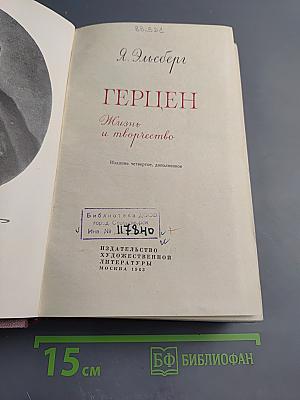 Я. Эльсберг
ГЕРЦЕН
Жизнь
и творчество
Издание четвертое, дополненное
Библиотека
Инв. № 117840
ИЗДАТЕЛЬСТВО
ХУДОЖЕСТВЕННОЙ
ЛИТЕРАТУРЫ
МОСКВА 1963
15 см
БФ БИБЛИОФАН